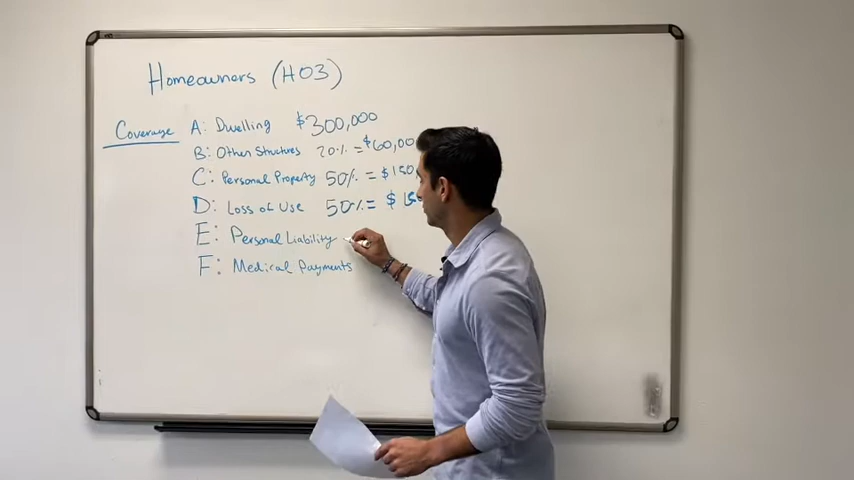 Homeowners (HO3)
Coverage A: Dwelling $300,000
B: Other Structures 20% = $60,00
C: Personal Property 50% = $150
D: Loss of Use 50% = $
E: Personal Liability
F: Medical Payments